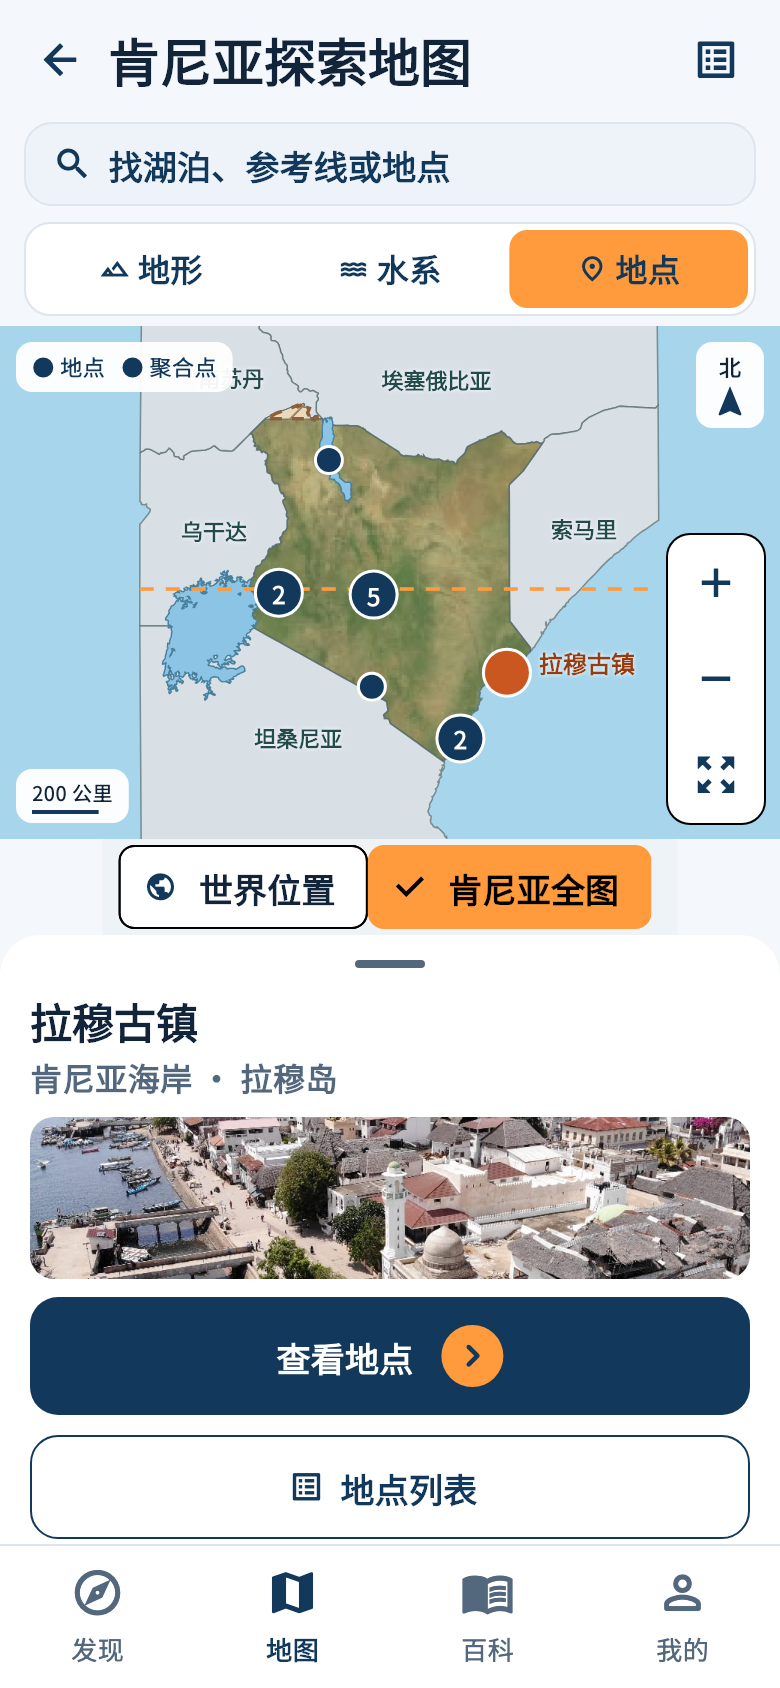 肯尼亚探索地图
找湖泊、参考线或地点
地形
水系
地点
地点 聚合点
苏丹
埃塞俄比亚
北
乌干达
索马里
2
5
拉穆古镇
坦桑尼亚
2
200 公里
世界位置
肯尼亚全图
拉穆古镇
肯尼亚海岸 · 拉穆岛
查看地点
地点列表
发现
地图
百科
我的